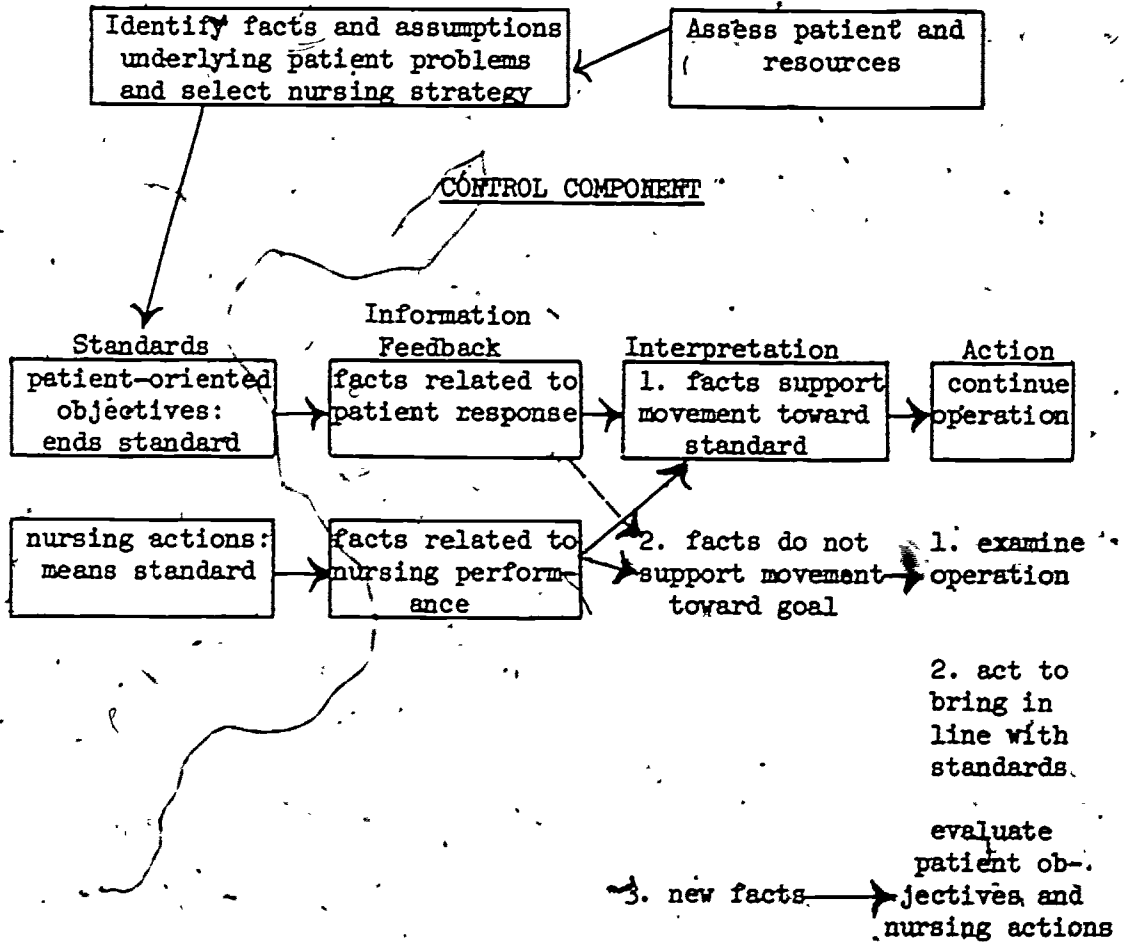 Identify facts and assumptions
underlying patient problems
and select nursing strategy
Assess patient and
resources
CONTROL COMPONENT
Standards
patient-oriented
objectives:
ends standard
Information
Feedback
facts related to
patient response
Interpretation
1. facts support
movement toward
standard
Action
continue
operation
nursing actions:
means standard
facts related to
nursing perform-
ance
2. facts do not
support movement
toward goal
1. examine
operation
2. act to
bring in
line with
standards
3. new facts
evaluate
patient ob-
jectives and
nursing actions